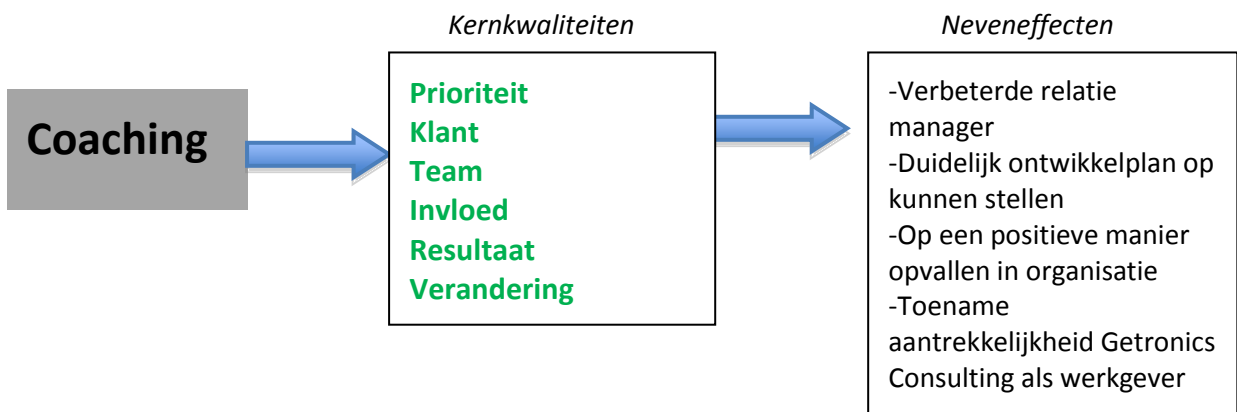 Kernkwaliteiten
Neveneffecten
Coaching
Prioriteit
Klant
Team
Invloed
Resultaat
Verandering
-Verbeterde relatie
manager
-Duidelijk ontwikkelplan op
kunnen stellen
-Op een positieve manier
opvallen in organisatie
-Toename
aantrekkelijkheid Getronics
Consulting als werkgever